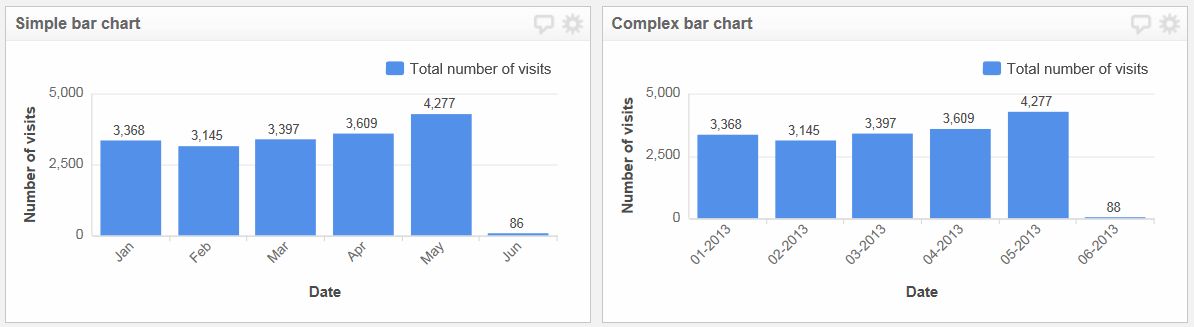 Simple bar chart
Total number of visits
Number of visits
5,000
2,500
0
3,368
3,145
3,397
3,609
4,277
86
Jan
Feb
Mar
Apr
May
Jun
Date
Complex bar chart
Total number of visits
Number of visits
5,000
2,500
0
3,368
3,145
3,397
3,609
4,277
88
01-2013
02-2013
03-2013
04-2013
05-2013
06-2013
Date